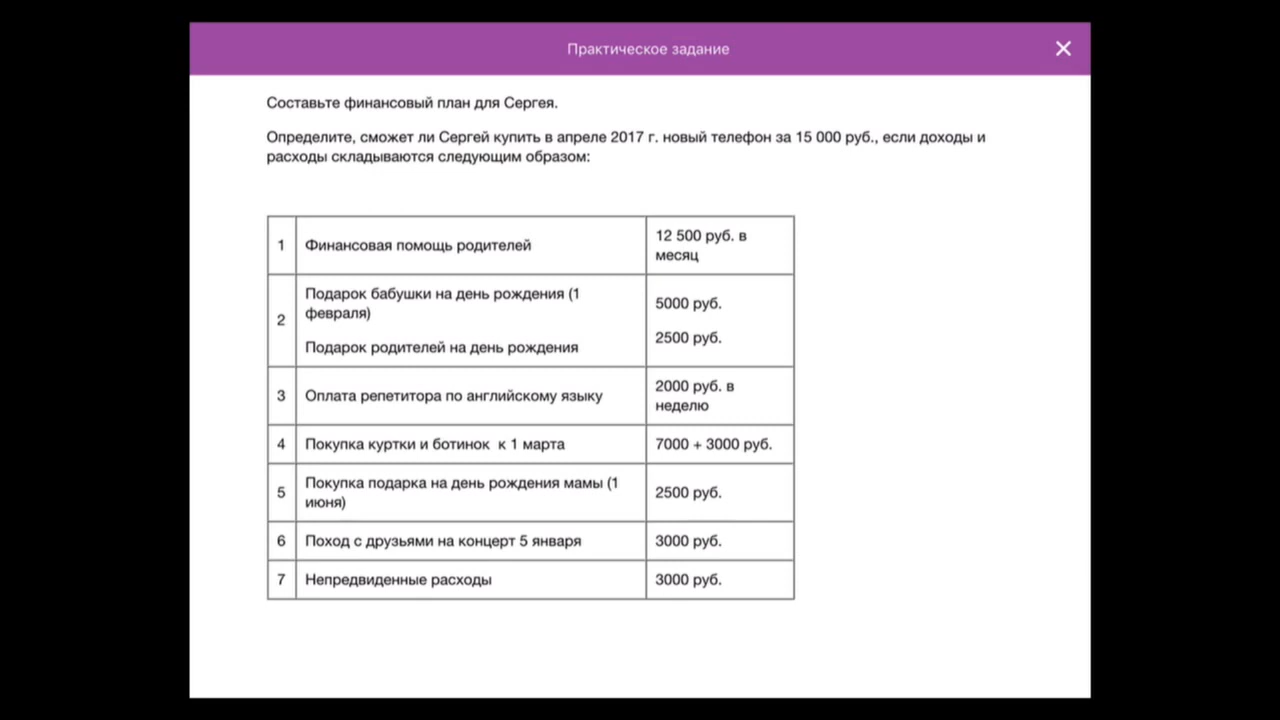 Практическое задание
Составьте финансовый план для Сергея.
Определите, сможет ли Сергей купить в апреле 2017 г. новый телефон за 15 000 руб., если доходы и
расходы складываются следующим образом:
1 Финансовая помощь родителей 12 500 руб. в
месяц
2 Подарок бабушки на день рождения (1
февраля) 5000 руб.
Подарок родителей на день рождения 2500 руб.
3 Оплата репетитора по английскому языку 2000 руб. в
неделю
4 Покупка куртки и ботинок к 1 марта 7000 + 3000 руб.
5 Покупка подарка на день рождения мамы (1
июня) 2500 руб.
6 Поход с друзьями на концерт 5 января 3000 руб.
7 Непредвиденные расходы 3000 руб.